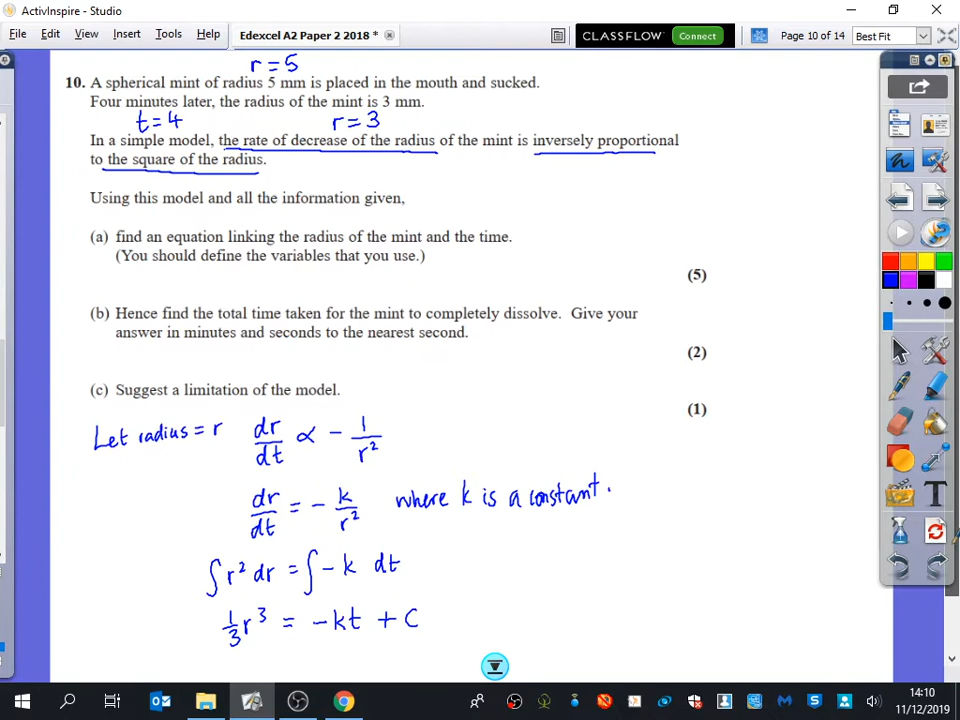 ActivInspire - Studio
File Edit View Insert Tools Help Edexcel A2 Paper 2 2018 * CLASSFLOW Connect Page 10 of 14 Best Fit
r = 5
10. A spherical mint of radius 5 mm is placed in the mouth and sucked.
Four minutes later, the radius of the mint is 3 mm.
t = 4 r = 3
In a simple model, the rate of decrease of the radius of the mint is inversely proportional
to the square of the radius.
Using this model and all the information given,
(a) find an equation linking the radius of the mint and the time.
(You should define the variables that you use.)
(5)
(b) Hence find the total time taken for the mint to completely dissolve. Give your
answer in minutes and seconds to the nearest second.
(2)
(c) Suggest a limitation of the model.
(1)
Let radius = r dr/dt ∝ - 1/r²
dr/dt = - k/r² where k is a constant.
∫ r² dr = ∫ - k dt
1/3 r³ = - kt + C
14:10
11/12/2019